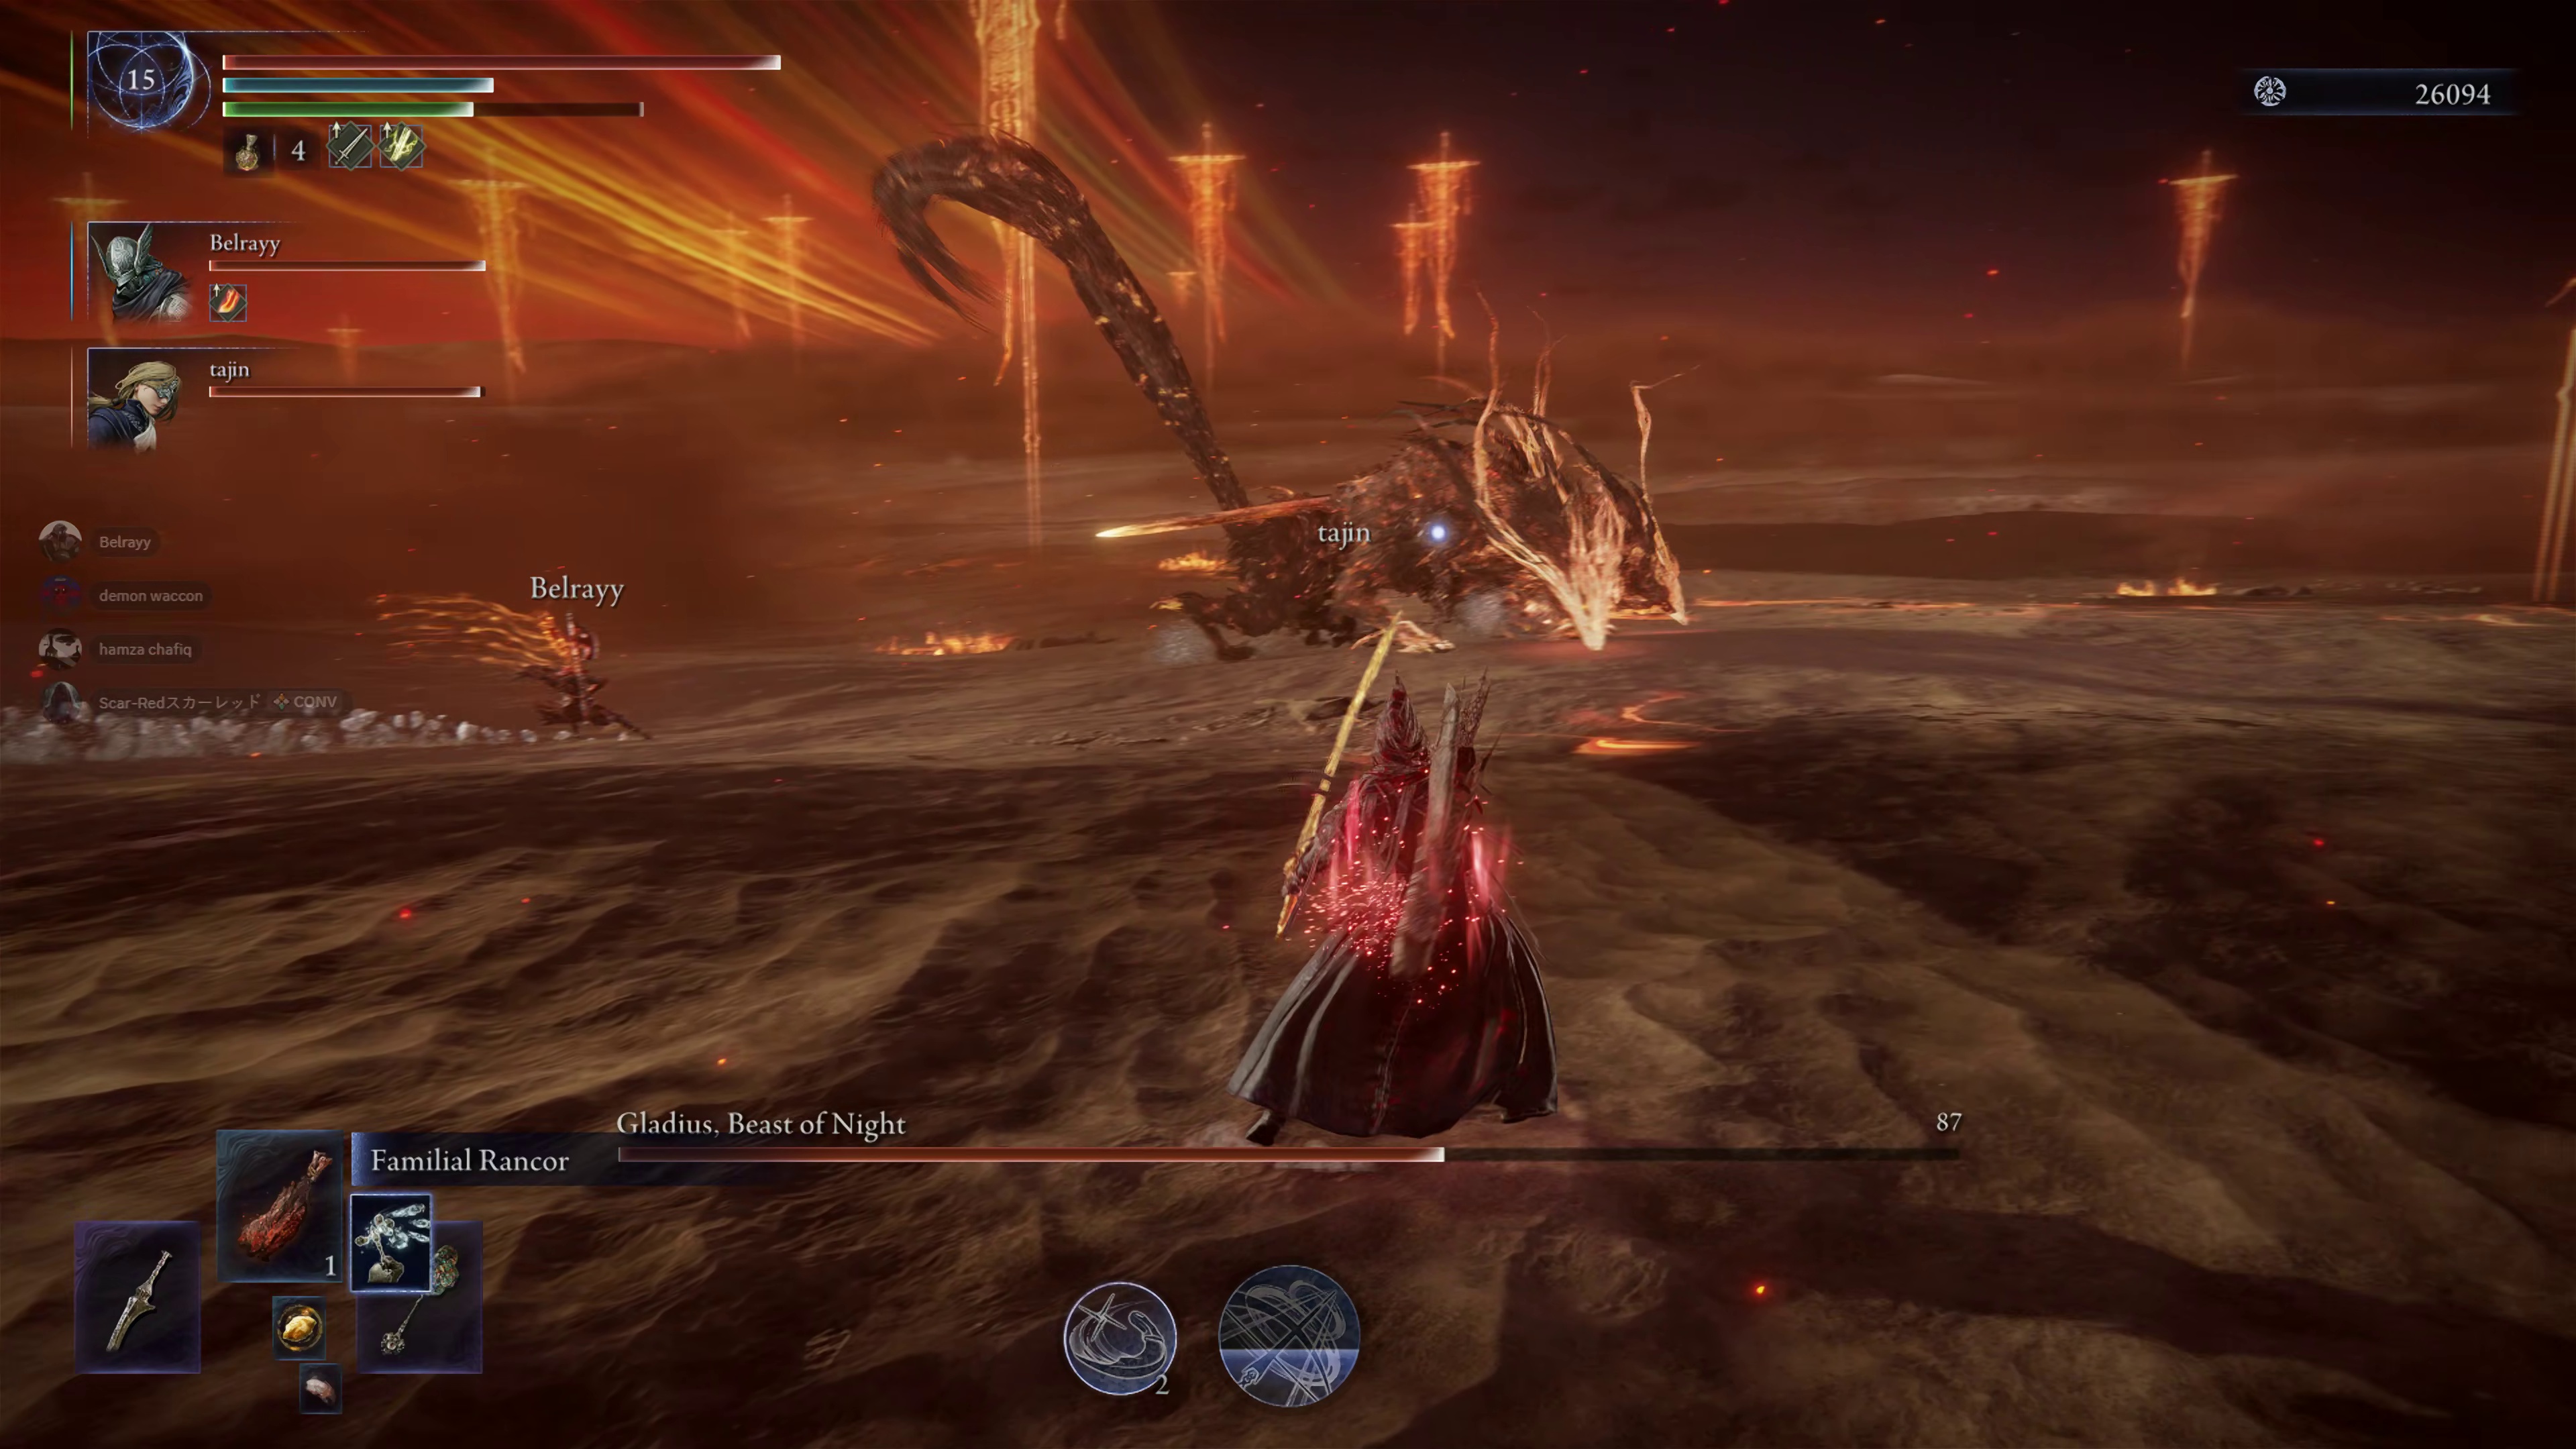 15
26094
4
Belrayy
tajin
tajin
Belrayy
demon waccon
Belrayy
hamza chafiq
Scar-Redスカーレッド CONV
Gladius, Beast of Night
87
Familial Rancor
1
2